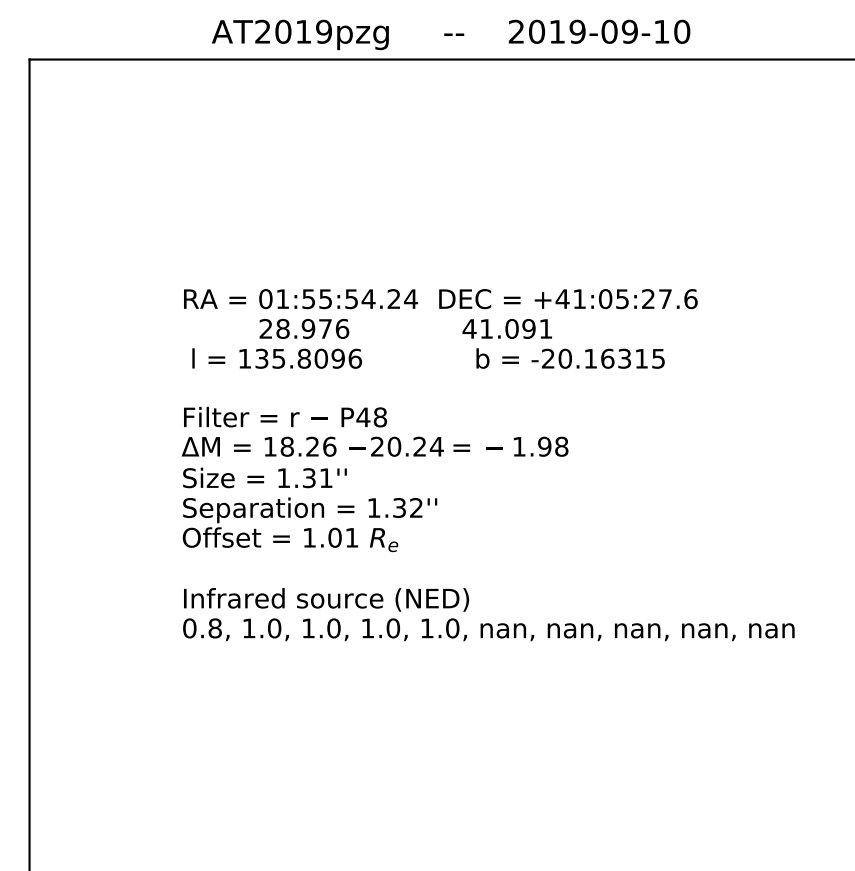 AT2019pzg -- 2019-09-10
RA = 01:55:54.24 DEC = +41:05:27.6
28.976 41.091
l = 135.8096 b = -20.16315
Filter = r − P48
ΔM = 18.26 −20.24 = − 1.98
Size = 1.31''
Separation = 1.32''
Offset = 1.01 Re
Infrared source (NED)
0.8, 1.0, 1.0, 1.0, 1.0, nan, nan, nan, nan, nan